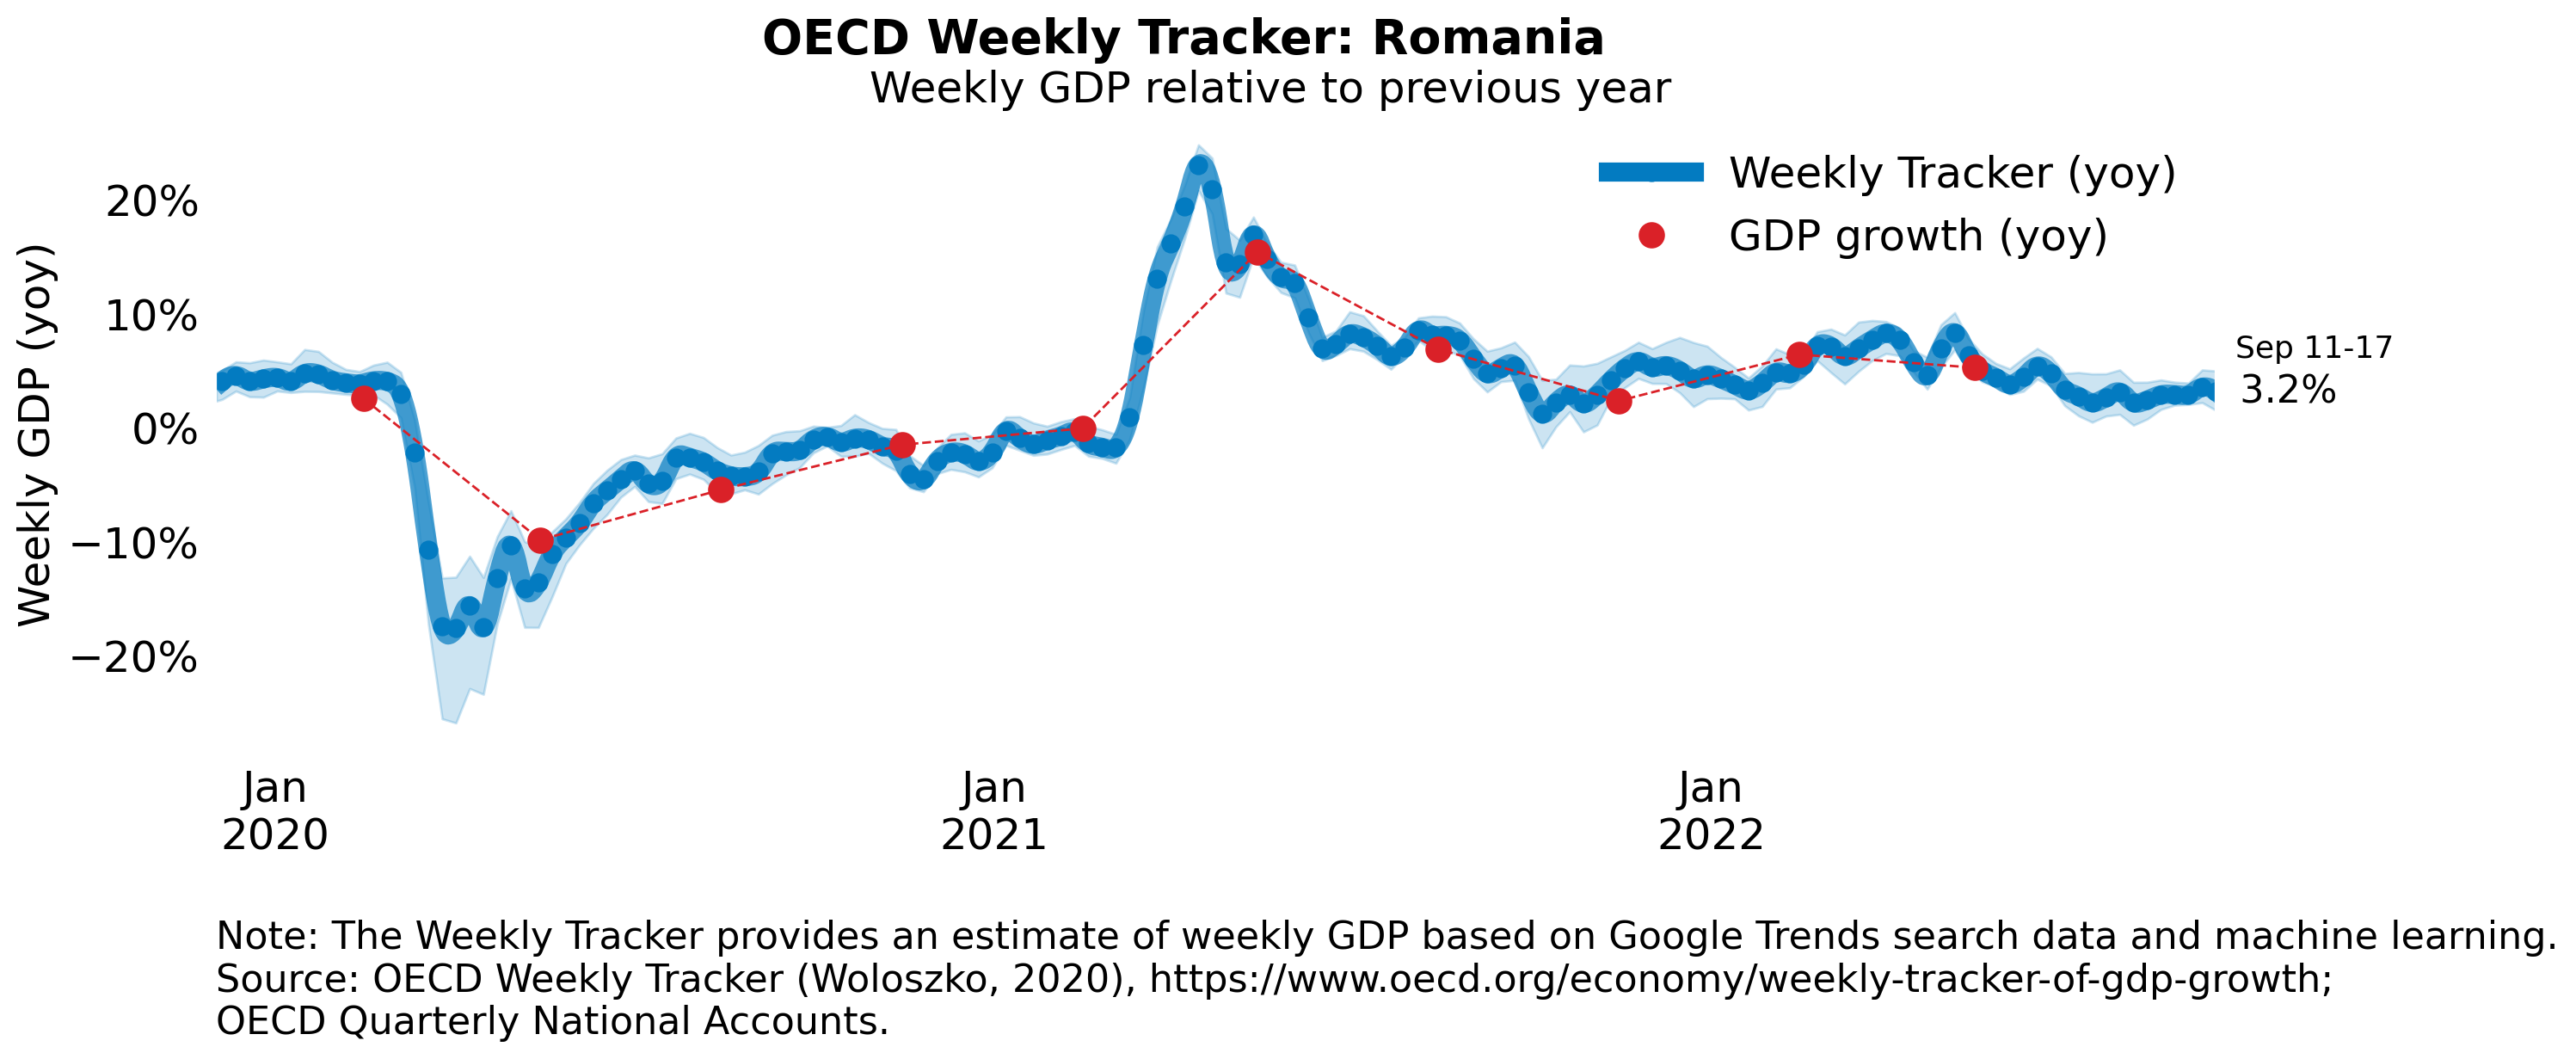 OECD Weekly Tracker: Romania
Weekly GDP relative to previous year
Weekly Tracker (yoy)
GDP growth (yoy)
Weekly GDP (yoy)
20%
10%
0%
−10%
−20%
Sep 11-17
3.2%
Jan
2020
Jan
2021
Jan
2022
Note: The Weekly Tracker provides an estimate of weekly GDP based on Google Trends search data and machine learning.
Source: OECD Weekly Tracker (Woloszko, 2020), https://www.oecd.org/economy/weekly-tracker-of-gdp-growth;
OECD Quarterly National Accounts.